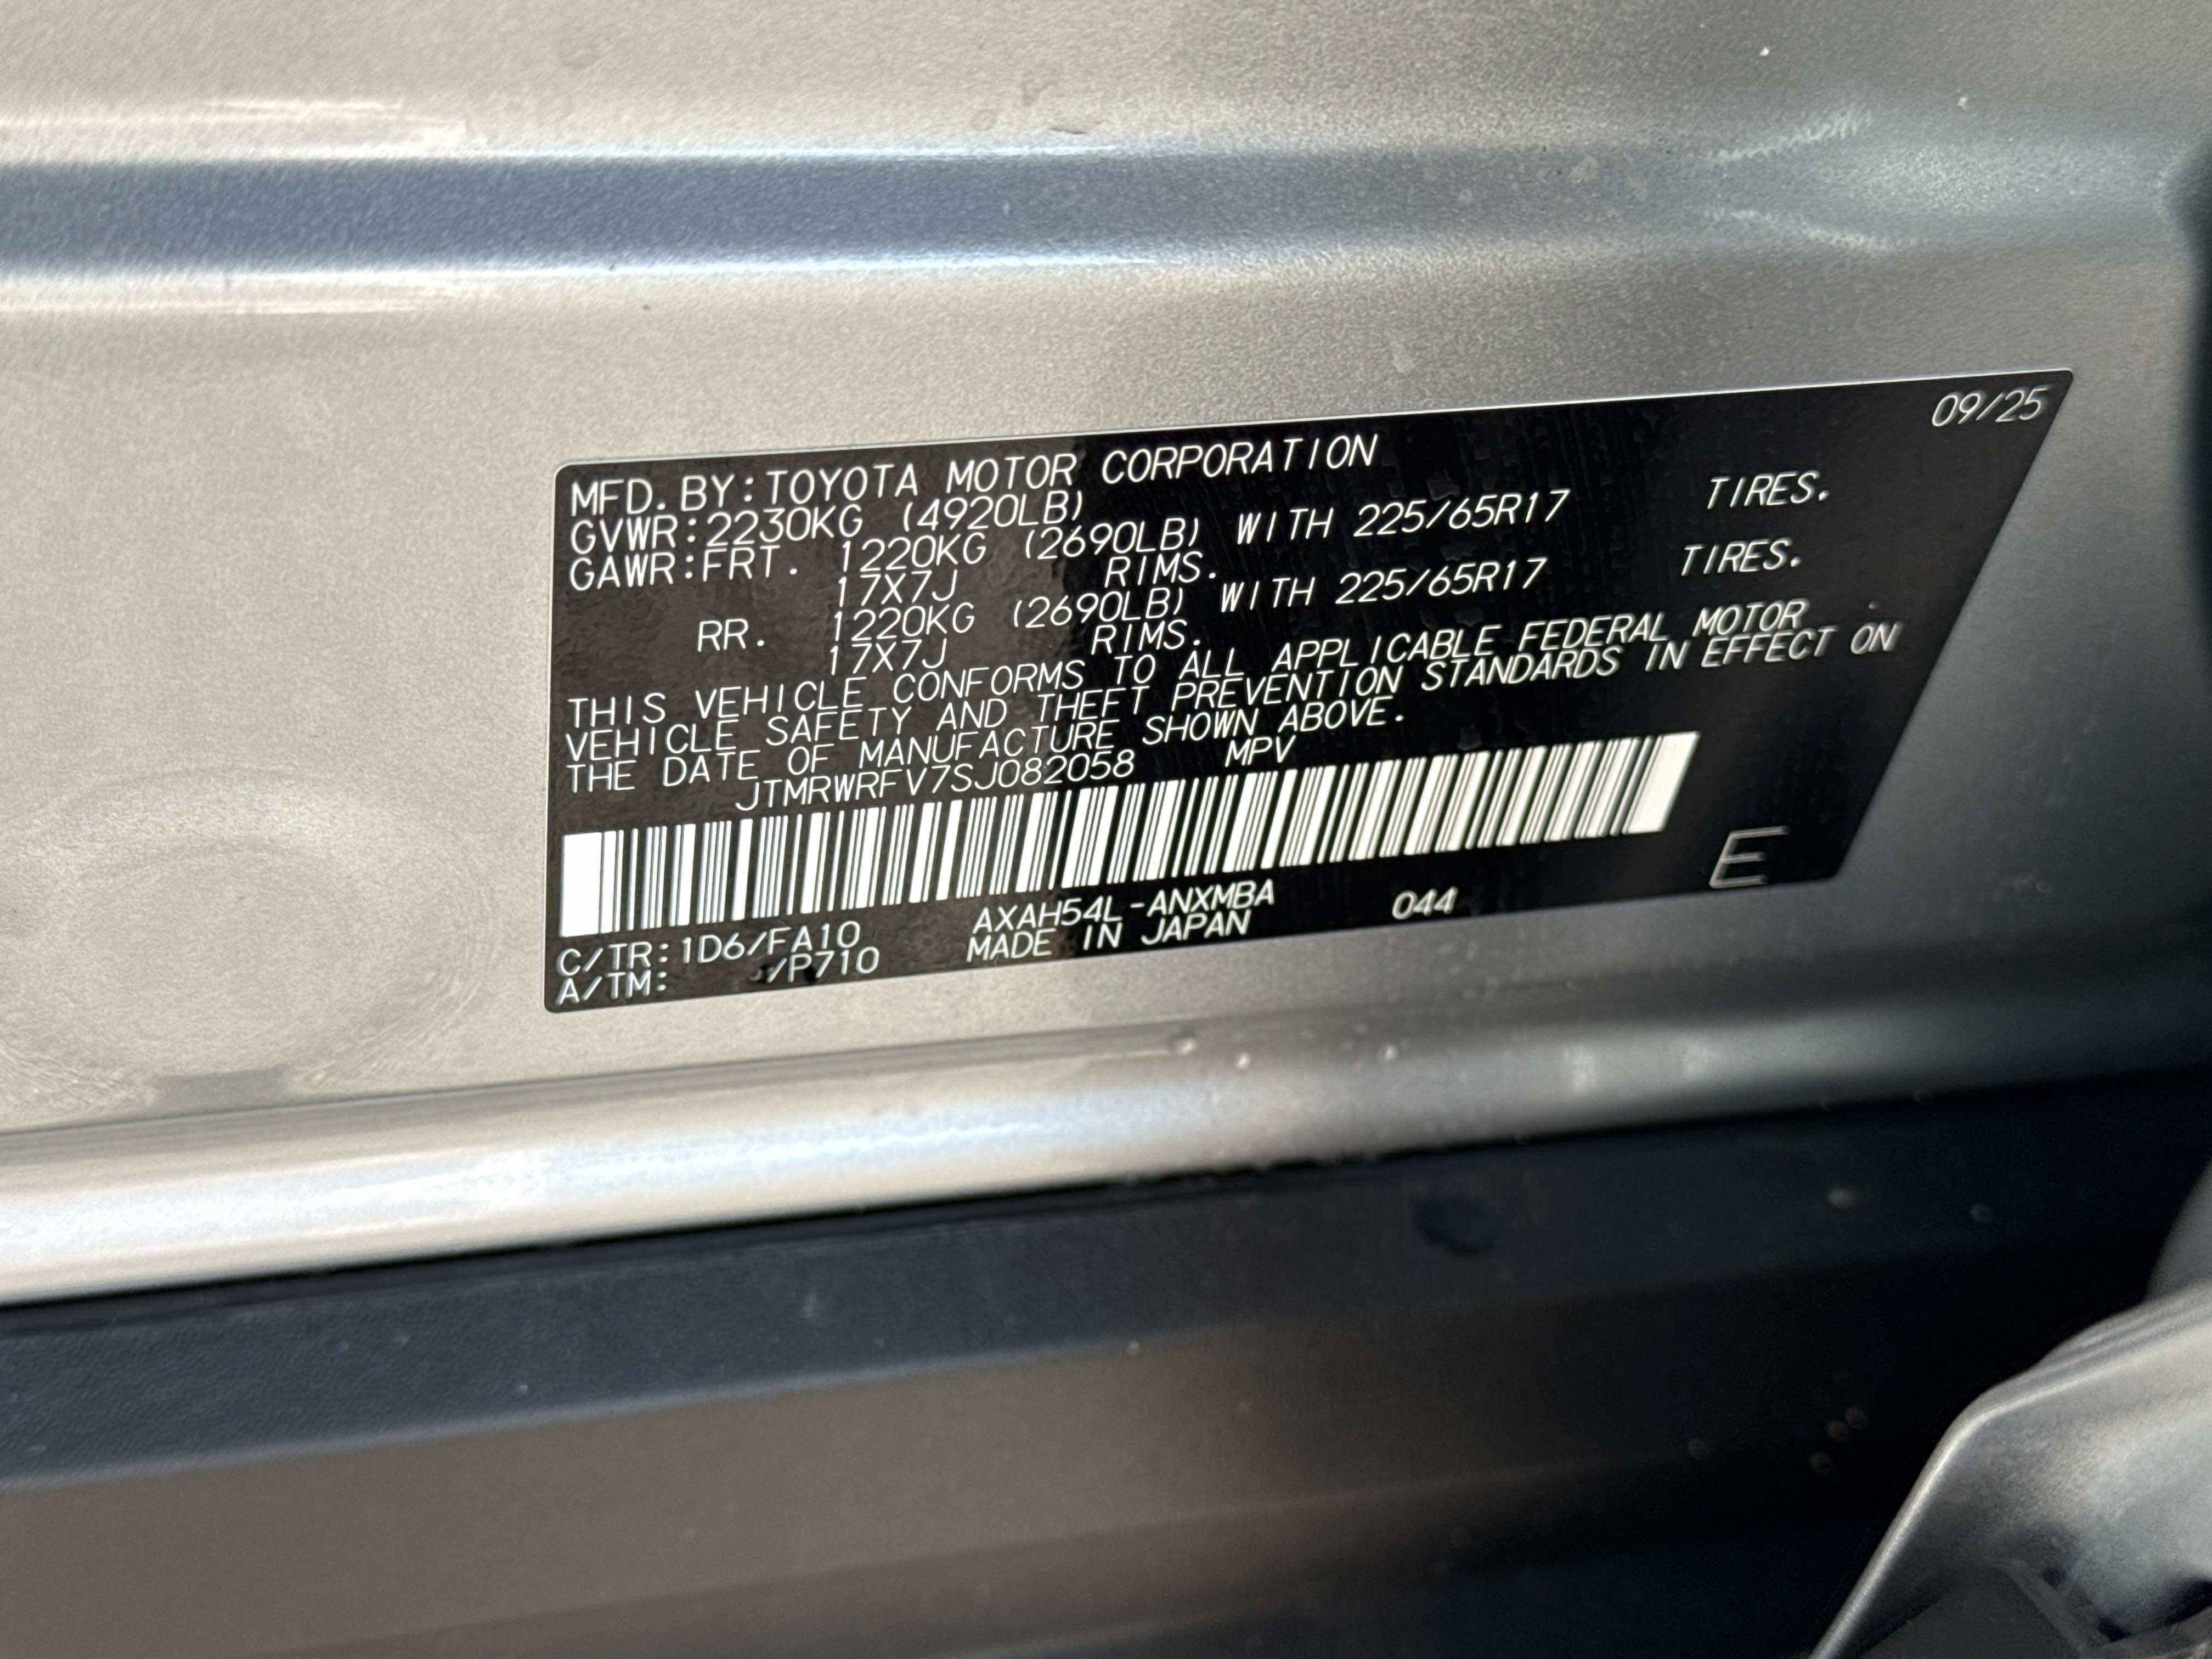 09/25
MFD.BY:TOYOTA MOTOR CORPORATION
GVWR:2230KG (4920LB)
GAWR:FRT. 1220KG (2690LB) WITH 225/65R17 TIRES.
17X7J RIMS.
RR. 1220KG (2690LB) WITH 225/65R17 TIRES.
17X7J RIMS.
THIS VEHICLE CONFORMS TO ALL APPLICABLE FEDERAL MOTOR
VEHICLE SAFETY AND THEFT PREVENTION STANDARDS IN EFFECT ON
THE DATE OF MANUFACTURE SHOWN ABOVE.
JTMRWRFV7SJ082058 MPV
E
C/TR:1D6/FA10 AXAH54L-ANXMBA 044
A/TM: /P710 MADE IN JAPAN